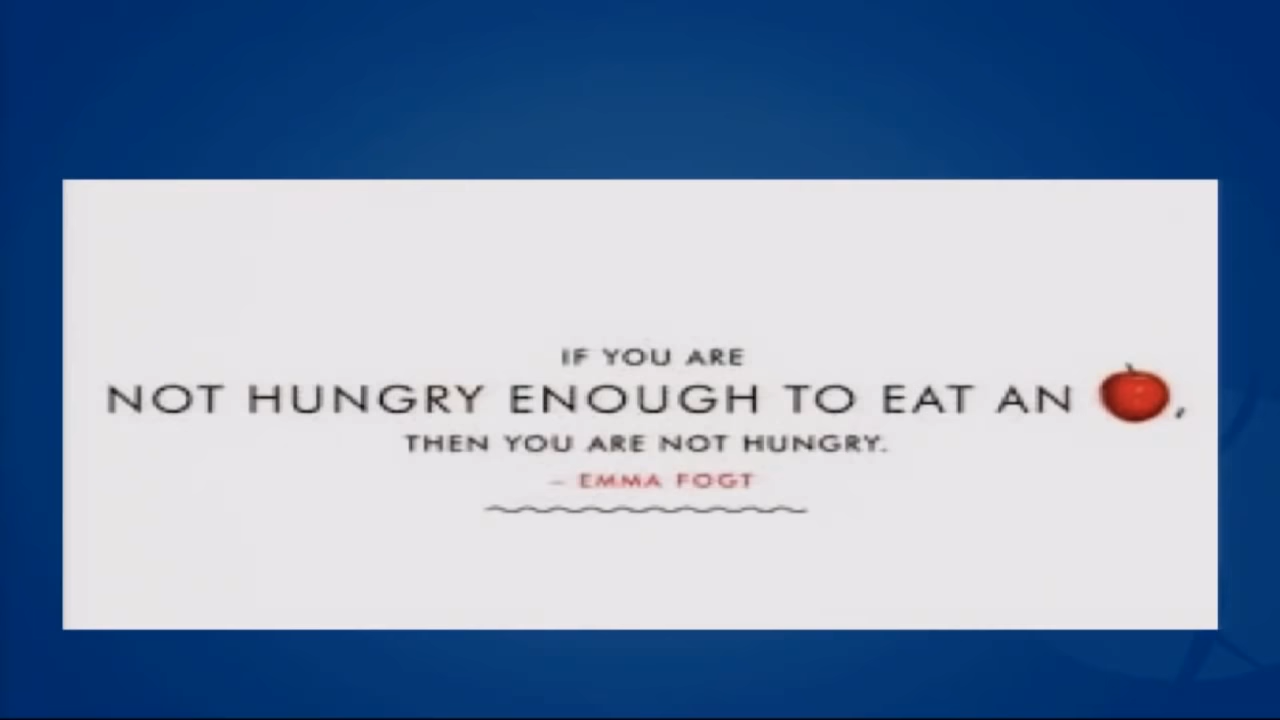 IF YOU ARE
NOT HUNGRY ENOUGH TO EAT AN ,
THEN YOU ARE NOT HUNGRY.
– EMMA FOGT